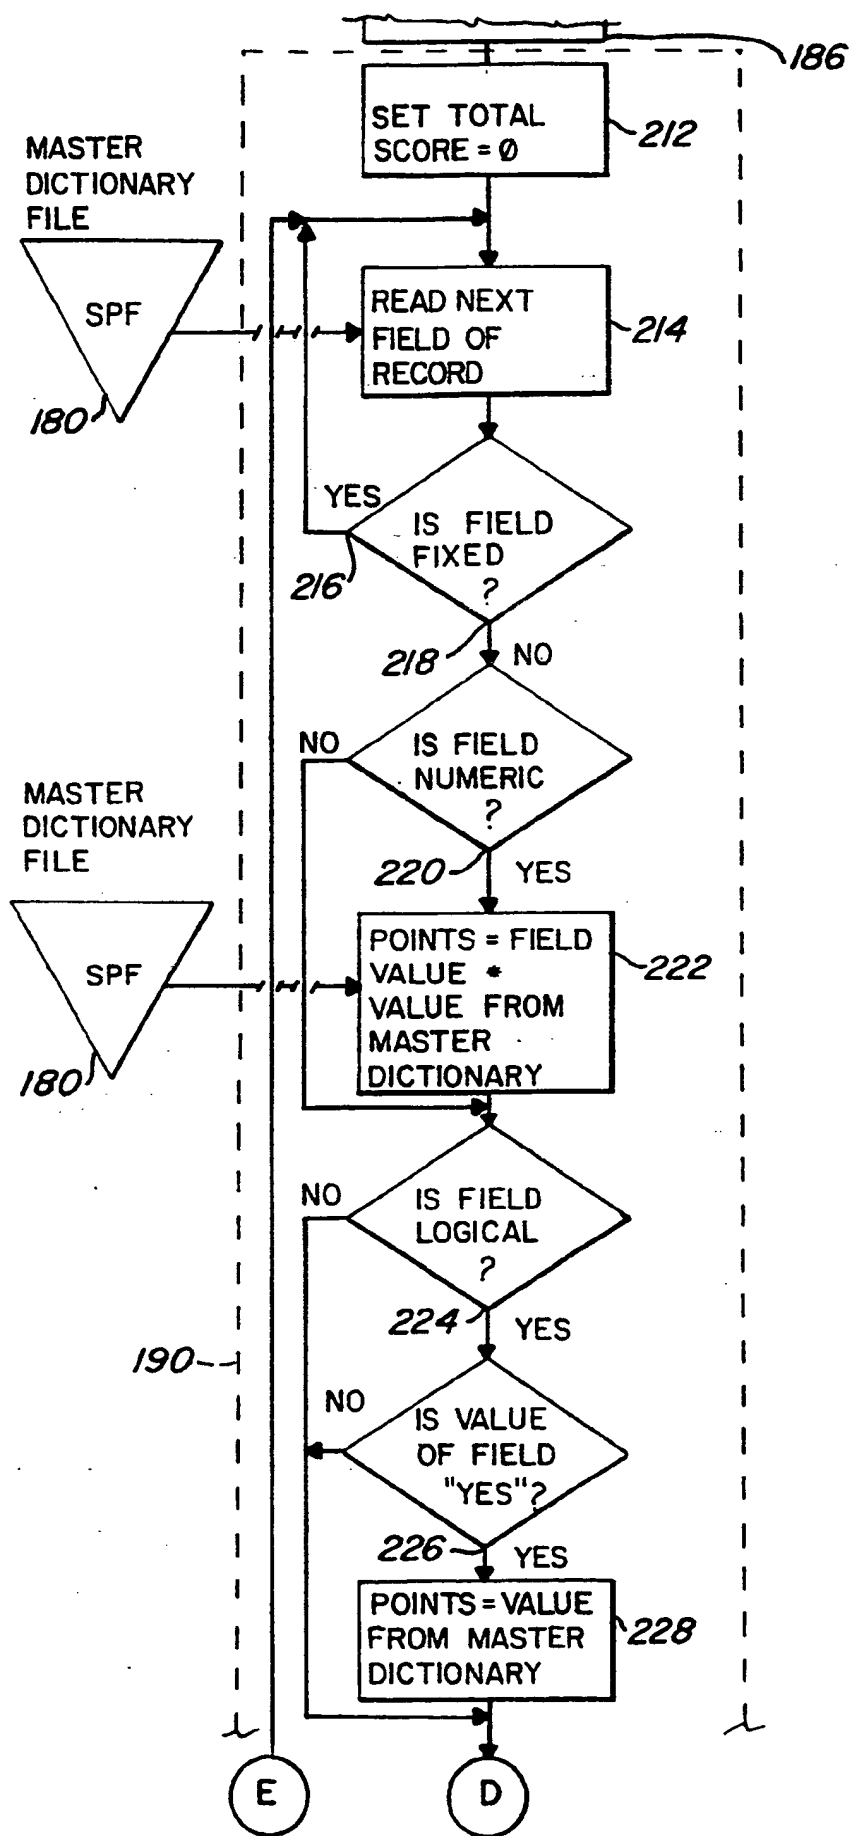 186
SET TOTAL
SCORE = Ø
212
MASTER
DICTIONARY
FILE
SPF
180
READ NEXT
FIELD OF
RECORD
214
YES
IS FIELD
FIXED
?
216
218
NO
NO
IS FIELD
NUMERIC
?
220
YES
MASTER
DICTIONARY
FILE
SPF
180
POINTS = FIELD
VALUE *
VALUE FROM
MASTER
DICTIONARY
222
NO
IS FIELD
LOGICAL
?
224
YES
190
NO
IS VALUE
OF FIELD
"YES"?
226
YES
POINTS = VALUE
FROM MASTER
DICTIONARY
228
E
D